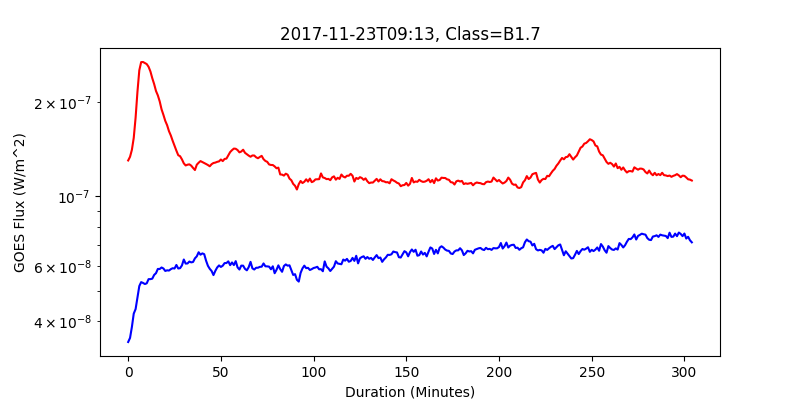 2017-11-23T09:13, Class=B1.7
GOES Flux (W/m^2)
2 × 10⁻⁷
10⁻⁷
6 × 10⁻⁸
4 × 10⁻⁸
0 50 100 150 200 250 300
Duration (Minutes)